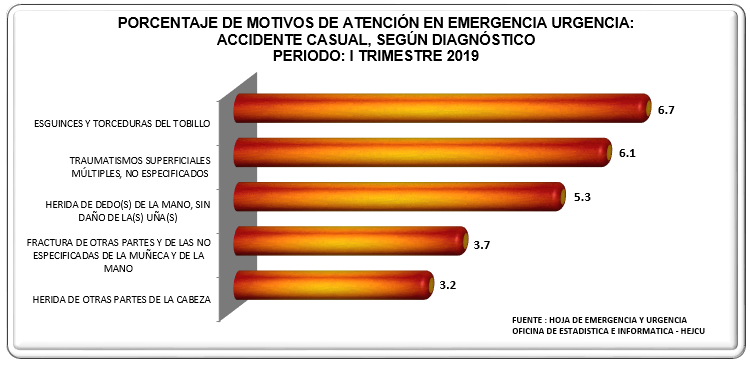 PORCENTAJE DE MOTIVOS DE ATENCIÓN EN EMERGENCIA URGENCIA:
ACCIDENTE CASUAL, SEGÚN DIAGNÓSTICO
PERIODO: I TRIMESTRE 2019
ESGUINCES Y TORCEDURAS DEL TOBILLO
6.7
TRAUMATISMOS SUPERFICIALES
MÚLTIPLES, NO ESPECIFICADOS
6.1
HERIDA DE DEDO(S) DE LA MANO, SIN
DAÑO DE LA(S) UÑA(S)
5.3
FRACTURA DE OTRAS PARTES Y DE LAS NO
ESPECIFICADAS DE LA MUÑECA Y DE LA
MANO
3.7
HERIDA DE OTRAS PARTES DE LA CABEZA
3.2
FUENTE : HOJA DE EMERGENCIA Y URGENCIA
OFICINA DE ESTADISTICA E INFORMATICA - HEJCU